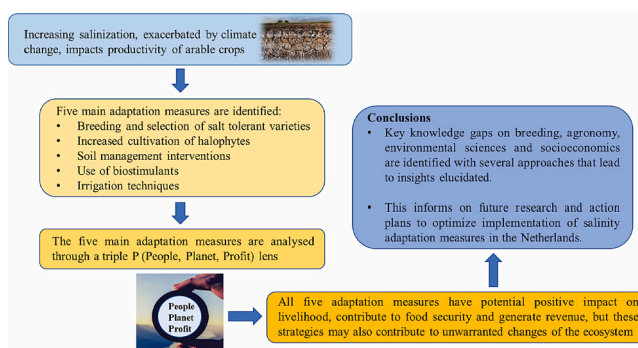 Increasing salinization, exacerbated by climate
change, impacts productivity of arable crops
Five main adaptation measures are identified:
• Breeding and selection of salt tolerant varieties
• Increased cultivation of halophytes
• Soil management interventions
• Use of biostimulants
• Irrigation techniques
The five main adaptation measures are analysed
through a triple P (People, Planet, Profit) lens
People
Planet
Profit
All five adaptation measures have potential positive impact on
livelihood, contribute to food security and generate revenue, but these
strategies may also contribute to unwarranted changes of the ecosystem
Conclusions
• Key knowledge gaps on breeding, agronomy,
environmental sciences and socioeconomics
are identified with several approaches that lead
to insights elucidated.
• This informs on future research and action
plans to optimize implementation of salinity
adaptation measures in the Netherlands.